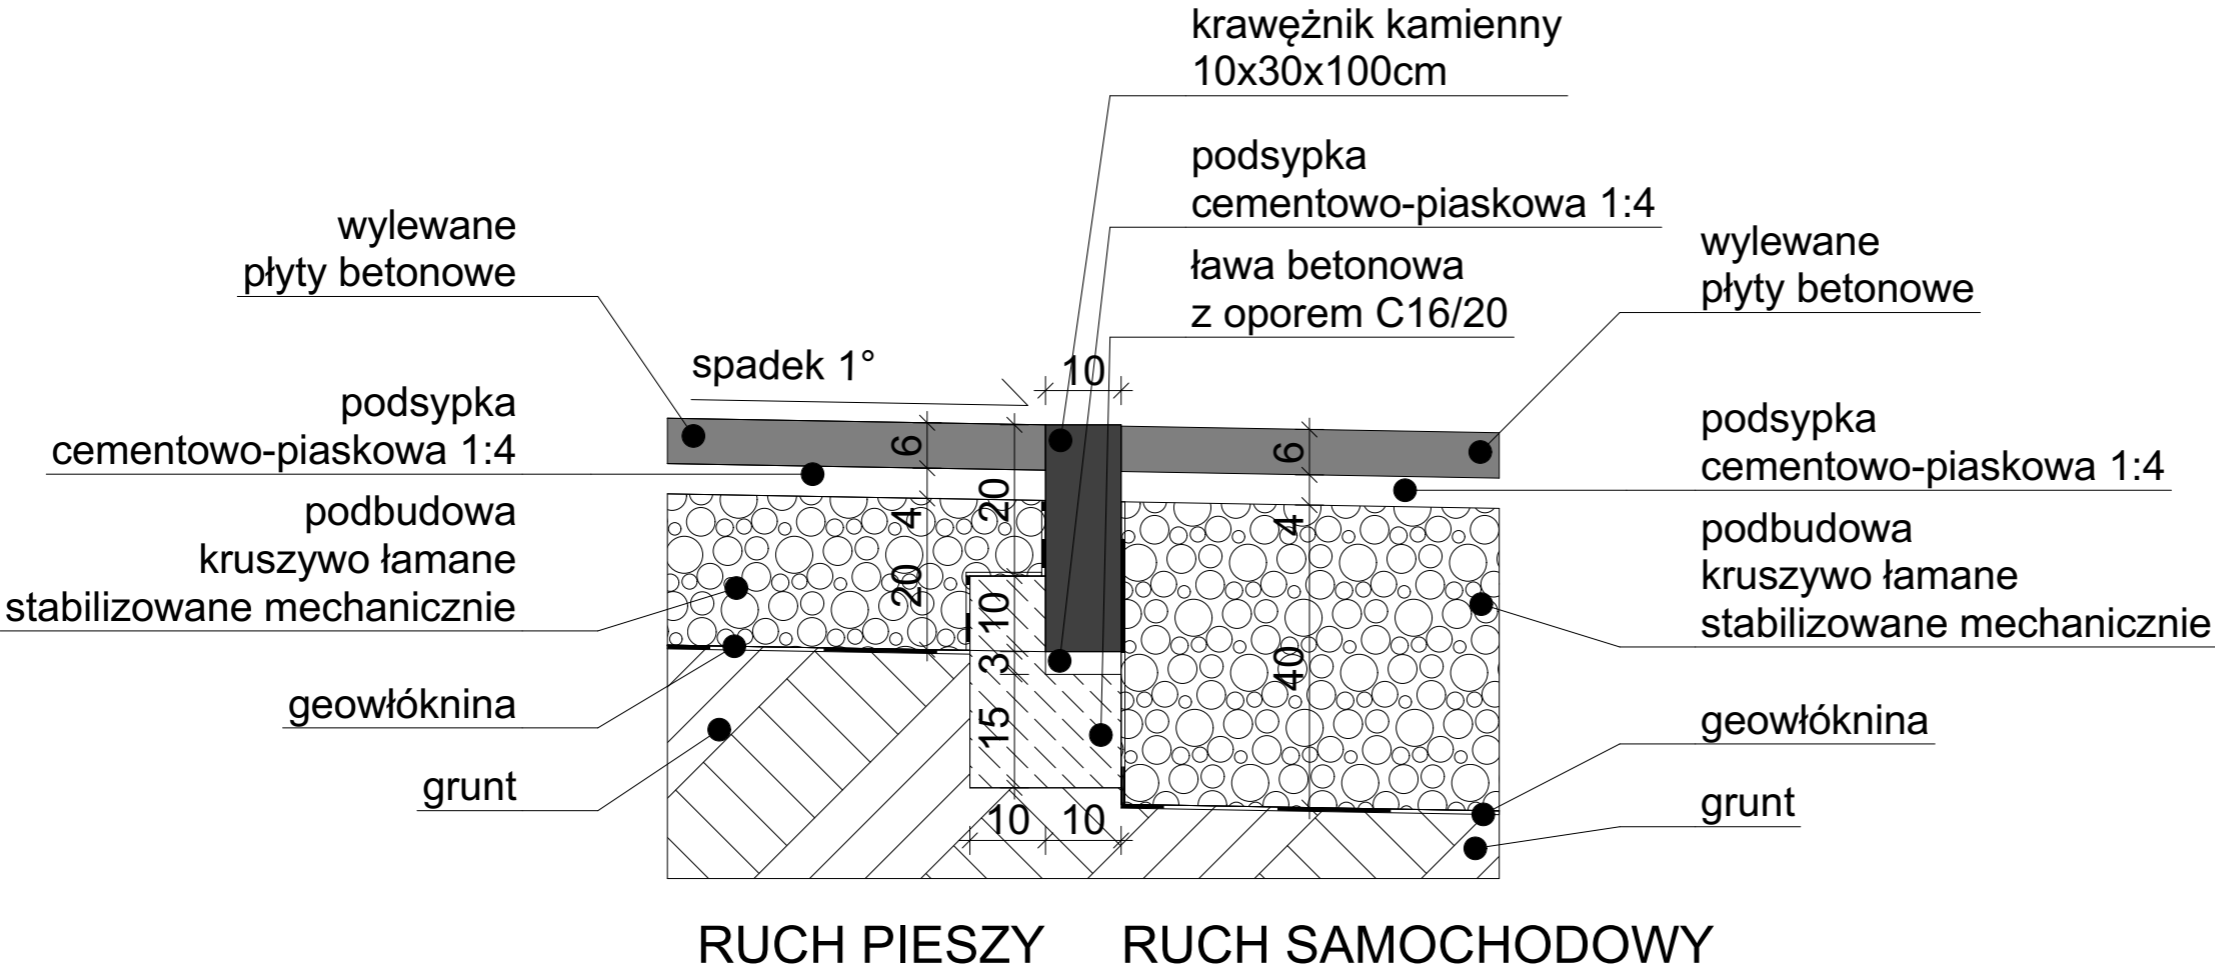 krawężnik kamienny
10x30x100cm
podsypka
cementowo-piaskowa 1:4
ława betonowa
z oporem C16/20
wylewane
płyty betonowe
spadek 1°
podsypka
cementowo-piaskowa 1:4
podbudowa
kruszywo łamane
stabilizowane mechanicznie
geowłóknina
grunt
wylewane
płyty betonowe
podsypka
cementowo-piaskowa 1:4
podbudowa
kruszywo łamane
stabilizowane mechanicznie
geowłóknina
grunt
10
6
4
20
20
10
3
15
6
4
40
10
10
RUCH PIESZY
RUCH SAMOCHODOWY